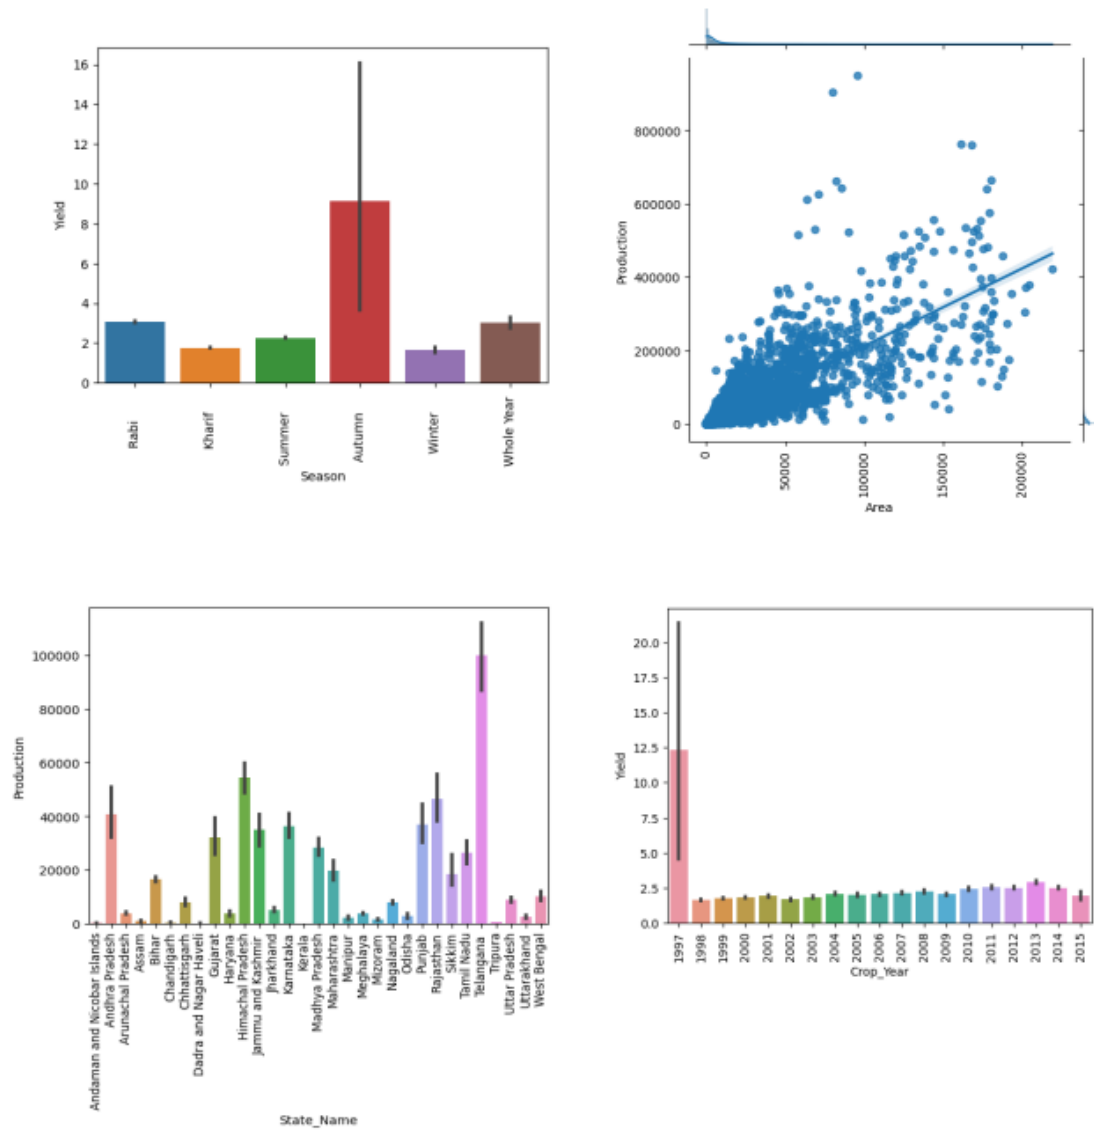 16
14
12
10
8
6
4
2
0
Yield
Rabi
Kharif
Summer
Autumn
Winter
Whole Year
Season
800000
600000
400000
200000
0
Production
0
50000
100000
150000
200000
Area
100000
80000
60000
40000
20000
0
Production
Andaman and Nicobar Islands
Andhra Pradesh
Arunachal Pradesh
Assam
Bihar
Chandigarh
Chhattisgarh
Dadra and Nagar Haveli
Gujarat
Haryana
Himachal Pradesh
Jammu and Kashmir
Jharkhand
Karnataka
Kerala
Madhya Pradesh
Maharashtra
Manipur
Meghalaya
Mizoram
Nagaland
Odisha
Punjab
Rajasthan
Sikkim
Tamil Nadu
Telangana
Tripura
Uttar Pradesh
Uttarakhand
West Bengal
State_Name
20.0
17.5
15.0
12.5
10.0
7.5
5.0
2.5
0.0
Yield
1997
1998
1999
2000
2001
2002
2003
2004
2005
2006
2007
2008
2009
2010
2011
2012
2013
2014
2015
Crop_Year